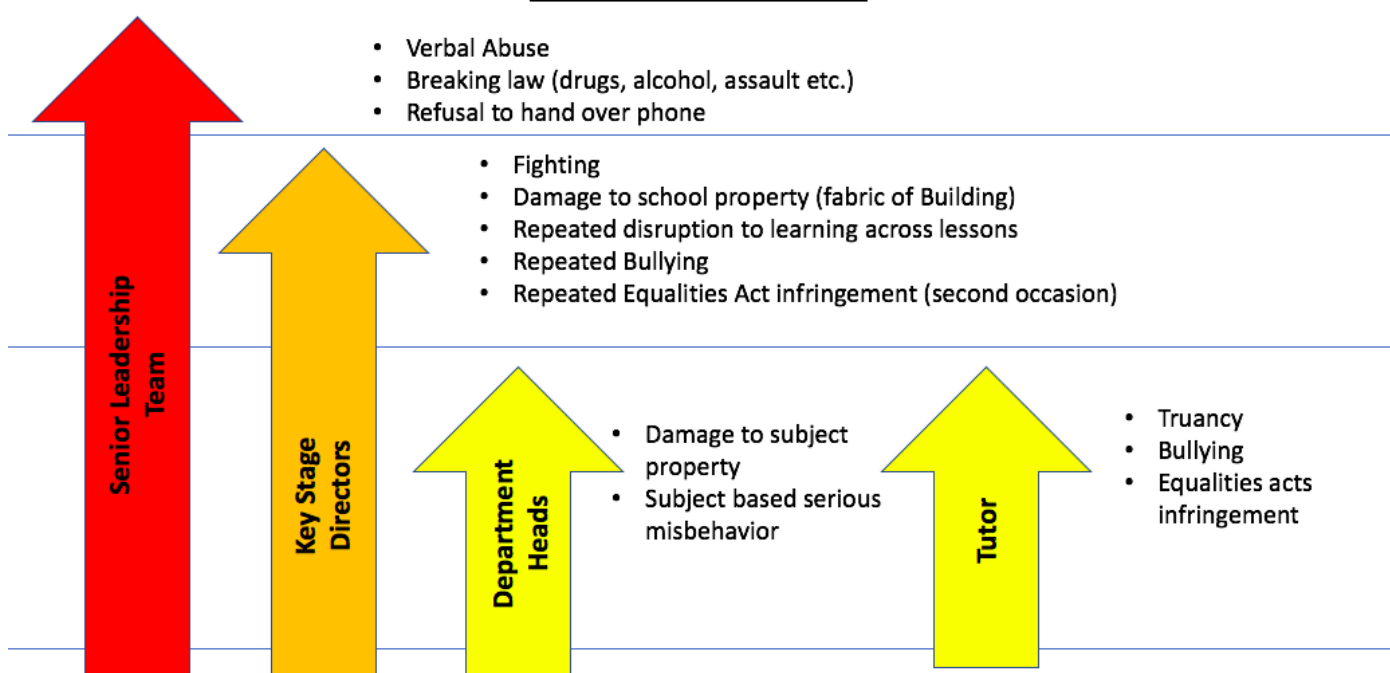 • Verbal Abuse
• Breaking law (drugs, alcohol, assault etc.)
• Refusal to hand over phone
• Fighting
• Damage to school property (fabric of Building)
• Repeated disruption to learning across lessons
• Repeated Bullying
• Repeated Equalities Act infringement (second occasion)
Senior Leadership
Team
Key Stage
Directors
Department
Heads
• Damage to subject
property
• Subject based serious
misbehavior
Tutor
• Truancy
• Bullying
• Equalities acts
infringement